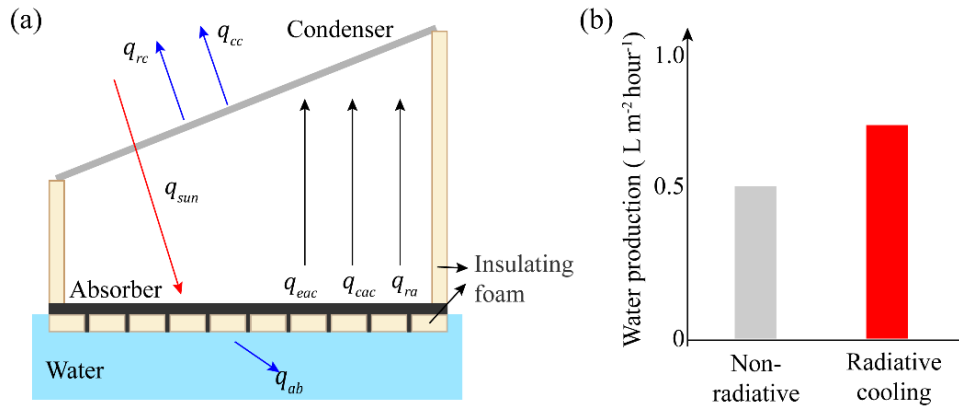 (a)
Condenser
q_rc
q_cc
q_sun
Absorber
q_eac
q_cac
q_ra
Insulating
foam
Water
q_ab
(b)
Water production ( L m⁻² hour⁻¹)
1.0
0.5
0
Non-
radiative
Radiative
cooling